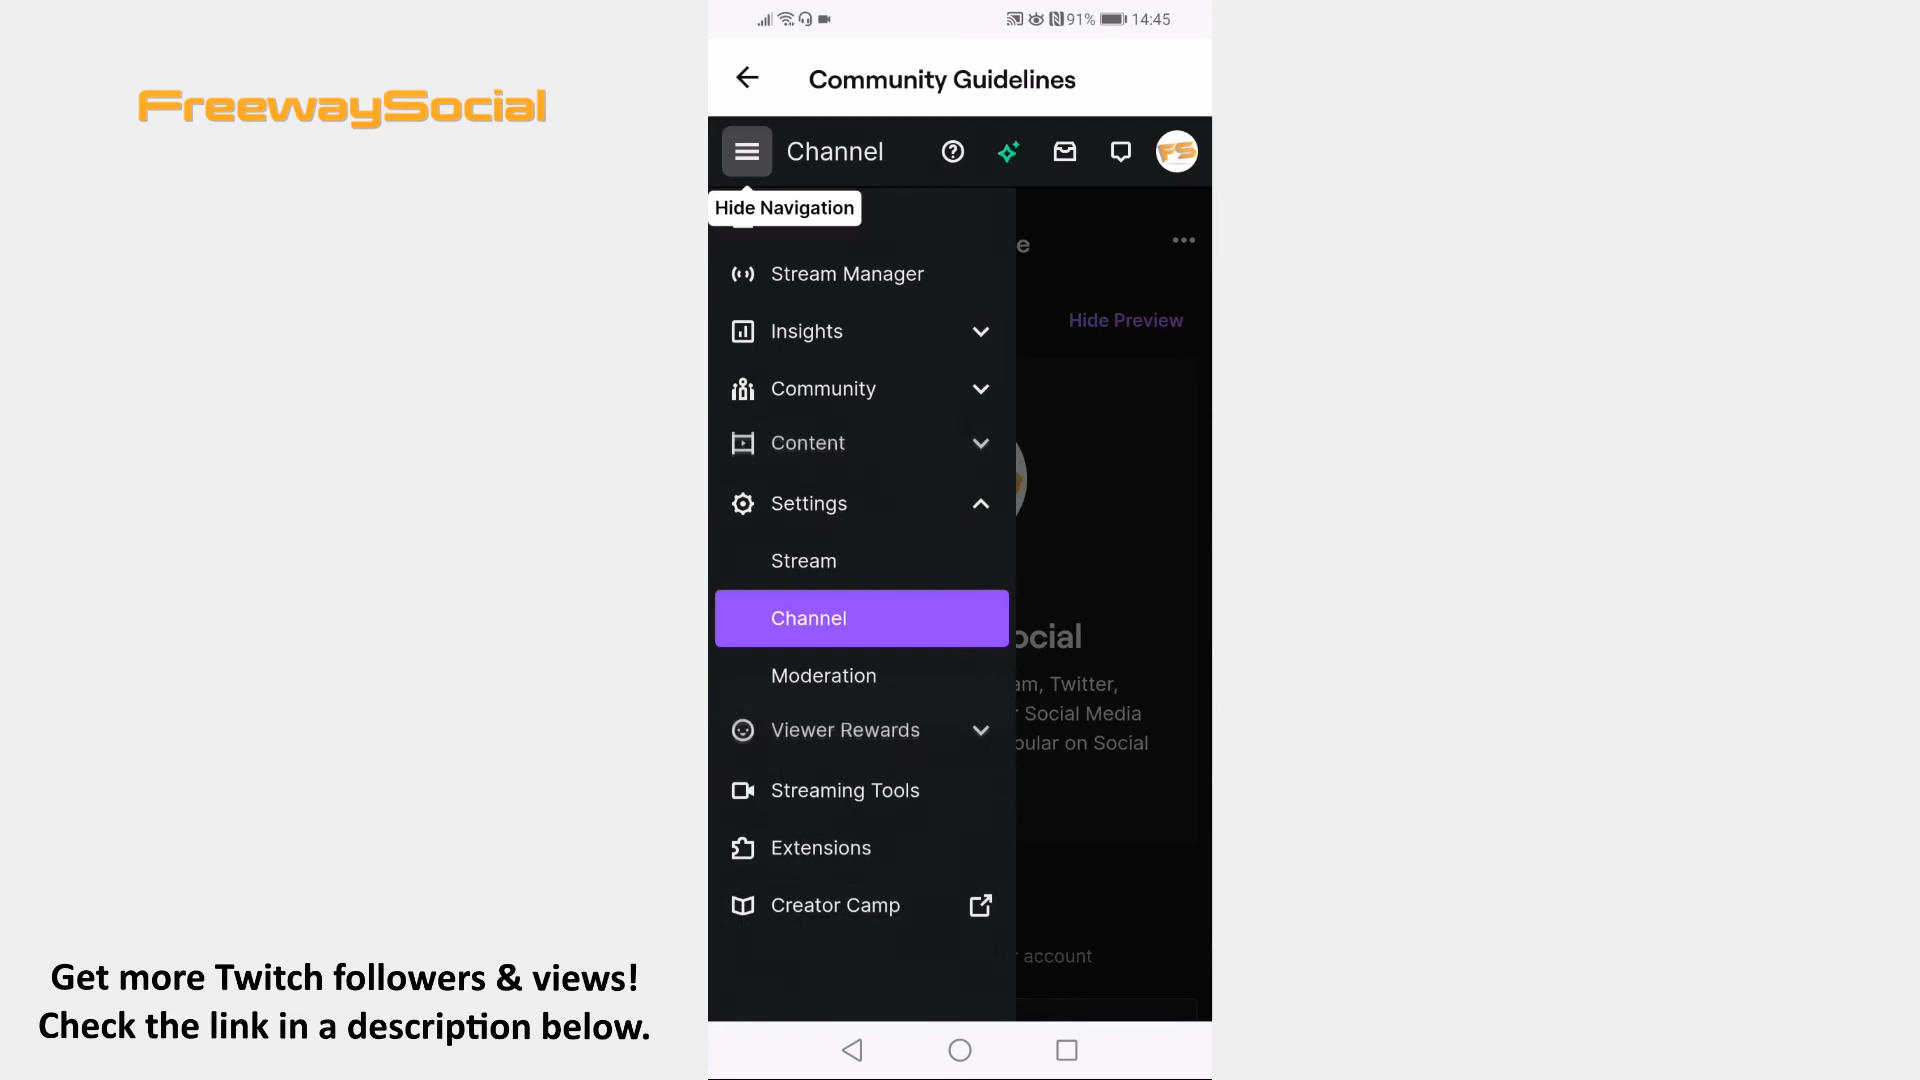 91% 14:45
Community Guidelines
FreewaySocial
Channel
FS
Hide Navigation
e
Stream Manager
Hide Preview
Insights
Community
Content
Settings
Stream
Channel
ocial
Moderation
am, Twitter,
r Social Media
Viewer Rewards
pular on Social
Streaming Tools
Extensions
Creator Camp
r account
Get more Twitch followers & views!
Check the link in a description below.